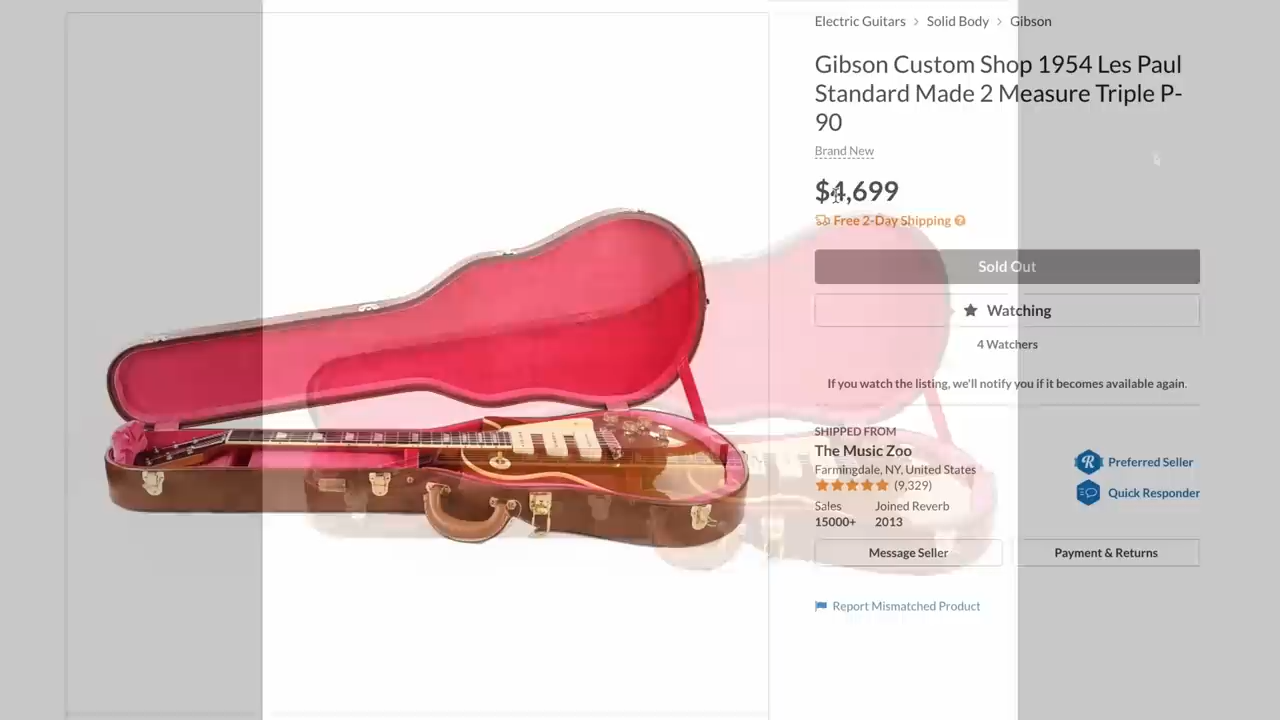 Electric Guitars > Solid Body > Gibson
Gibson Custom Shop 1954 Les Paul
Standard Made 2 Measure Triple P-
90
Brand New
$4,699
Free 2-Day Shipping
Sold Out
Watching
4 Watchers
If you watch the listing, we'll notify you if it becomes available again.
SHIPPED FROM
The Music Zoo
Farmingdale, NY, United States
(9,329)
Preferred Seller
Quick Responder
Sales Joined Reverb
15000+ 2013
Message Seller Payment & Returns
Report Mismatched Product